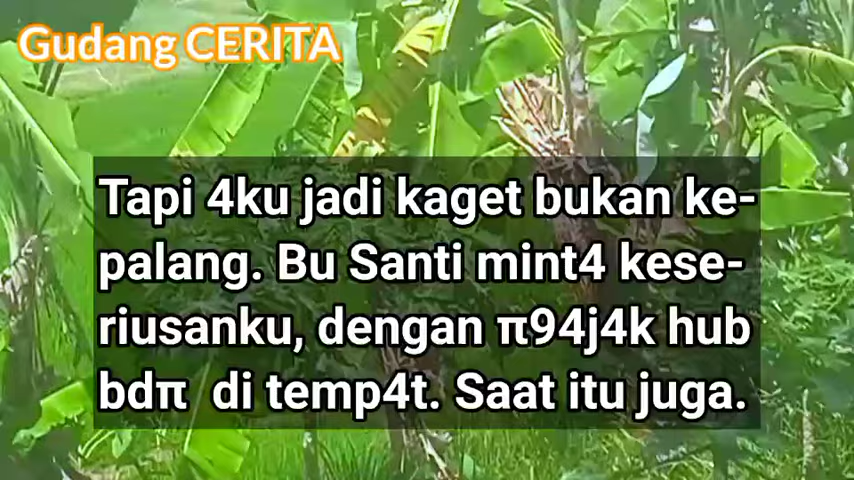 Gudang CERITA
Tapi 4ku jadi kaget bukan ke-
palang. Bu Santi mint4 kese-
riusanku, dengan π94j4k hub
bdπ di temp4t. Saat itu juga.